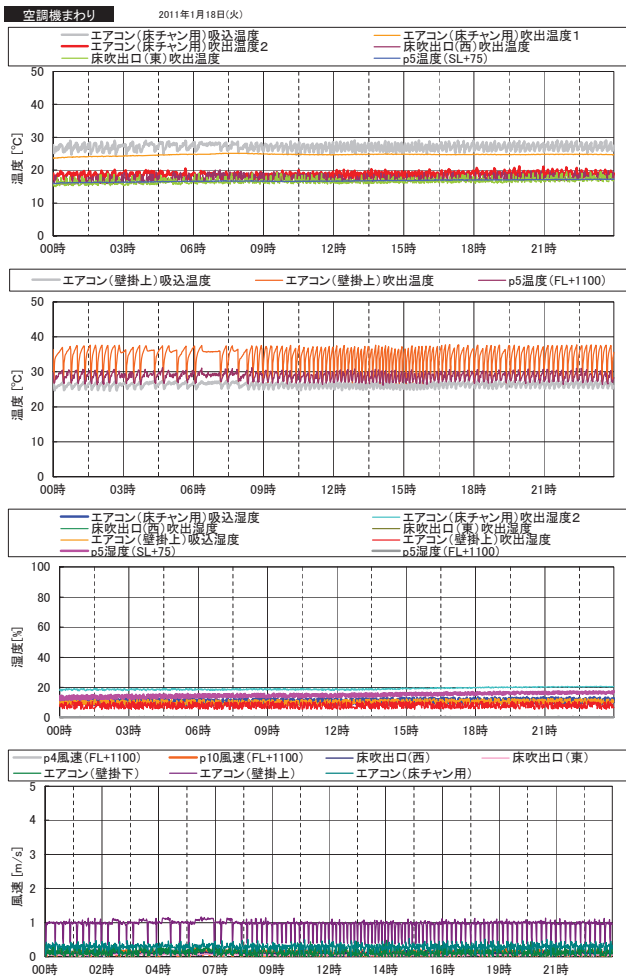 空調機まわり 2011年1月18日(火)
エアコン(床チャン用)吸込温度 エアコン(床チャン用)吹出温度1
エアコン(床チャン用)吹出温度2 床吹出口(西)吹出温度
床吹出口(東)吹出温度 p5温度(SL+75)
温度[℃]
50
40
30
20
10
0
00時 03時 06時 09時 12時 15時 18時 21時
エアコン(壁掛上)吸込温度 エアコン(壁掛上)吹出温度 p5温度(FL+1100)
温度[℃]
50
40
30
20
10
0
00時 03時 06時 09時 12時 15時 18時 21時
エアコン(床チャン用)吸込湿度 エアコン(床チャン用)吹出湿度2
床吹出口(西)吹出湿度 床吹出口(東)吹出湿度
エアコン(壁掛上)吸込湿度 エアコン(壁掛上)吹出湿度
p5湿度(SL+75) p5湿度(FL+1100)
湿度[%]
100
80
60
40
20
0
00時 03時 06時 09時 12時 15時 18時 21時
p4風速(FL+1100) p10風速(FL+1100) 床吹出口(西) 床吹出口(東)
エアコン(壁掛下) エアコン(壁掛上) エアコン(床チャン用)
風速[m/s]
5
4
3
2
1
0
00時 02時 04時 07時 09時 12時 14時 16時 19時 21時